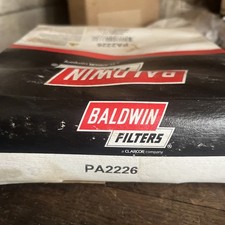 PA2226
BALDWIN
BALDWIN
FILTERS®
a CLARCOR company
PA2226